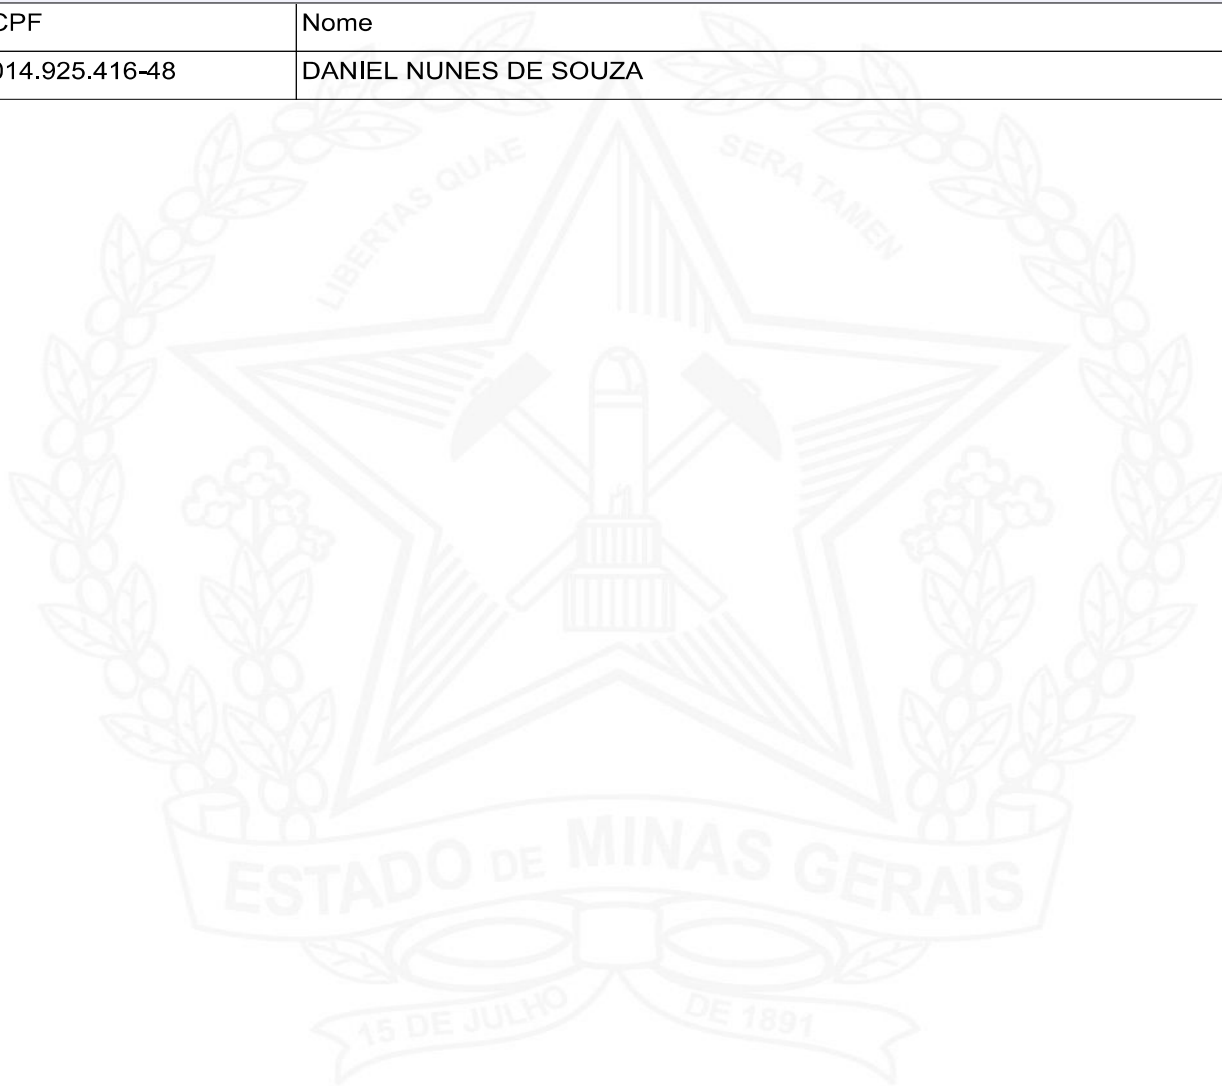 CPF Nome
014.925.416-48 DANIEL NUNES DE SOUZA
LIBERTAS QUAE SERA TAMEN
ESTADO DE MINAS GERAIS
15 DE JULHO DE 1891